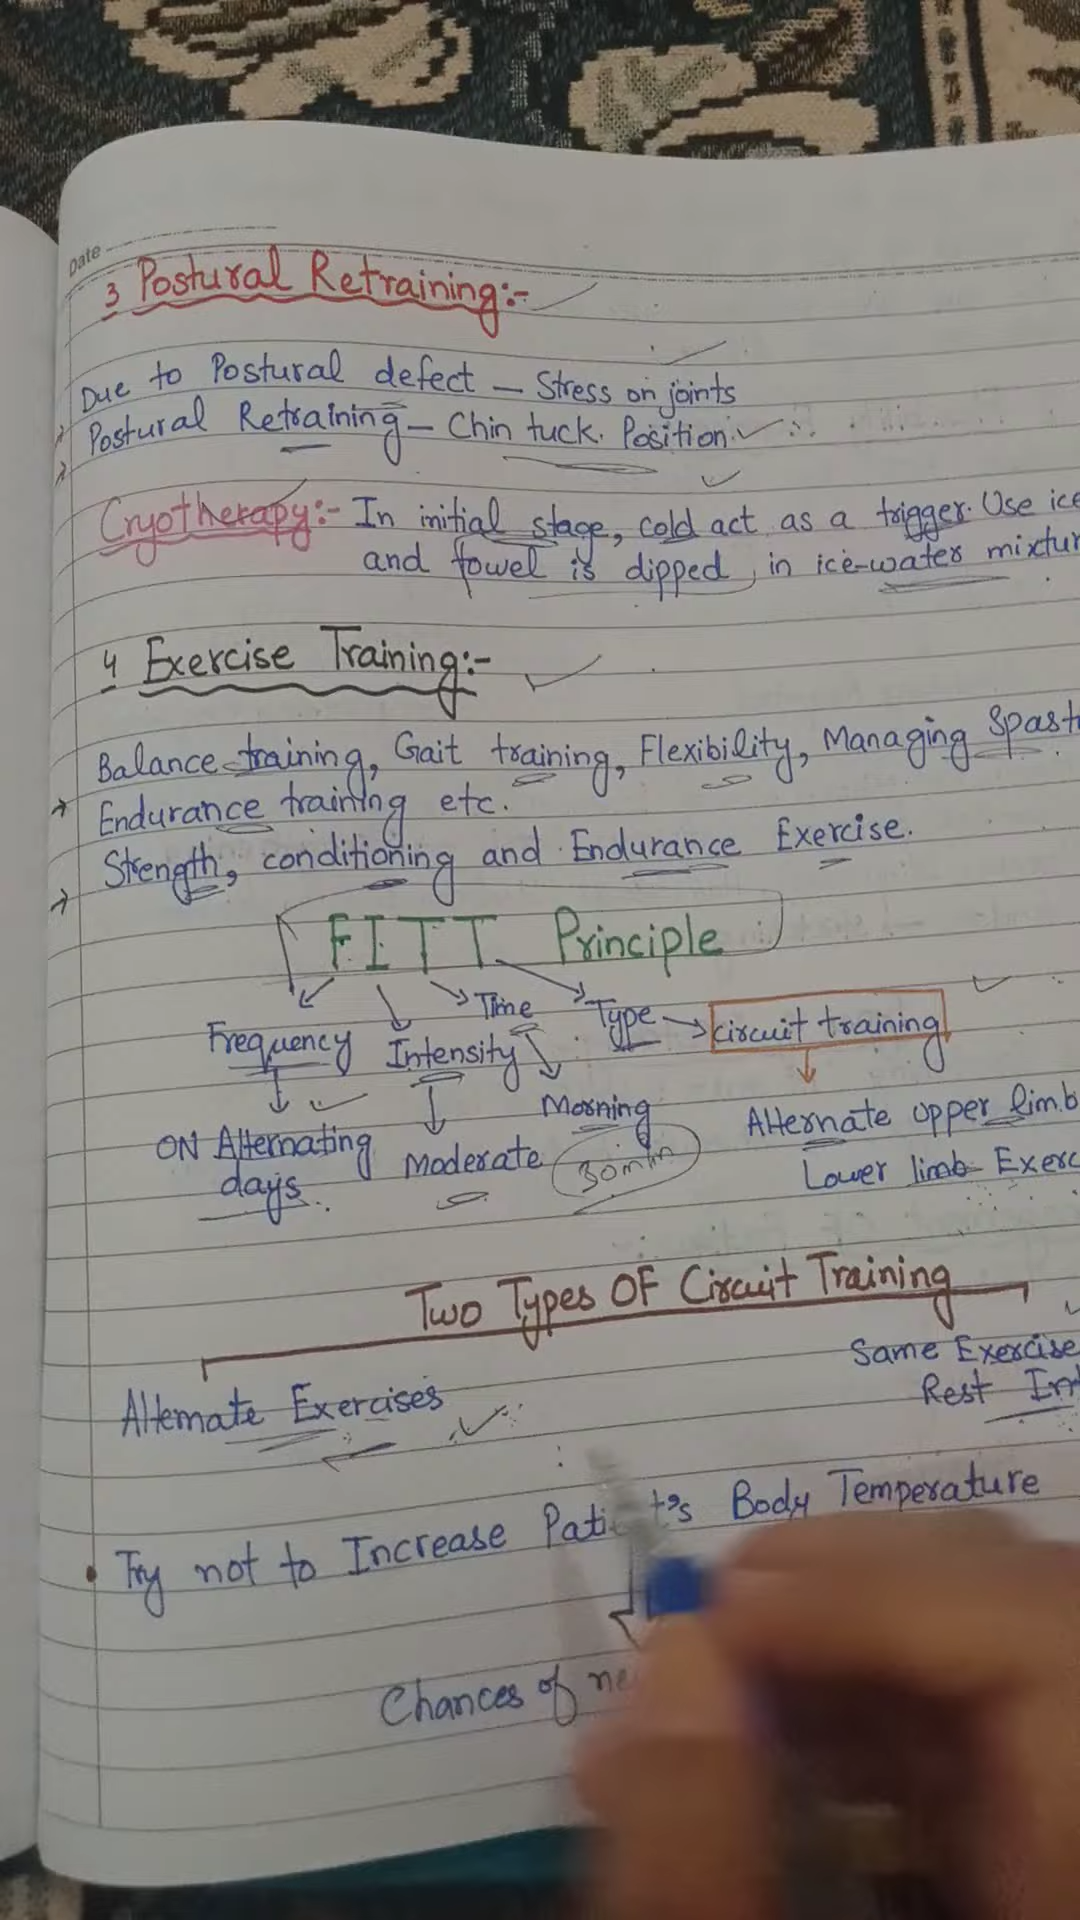 Date
3 Postural Retraining:-
Due to Postural defect — Stress on joints
Postural Retraining — Chin tuck. Position.
Cryotherapy:- In initial stage, cold act as a trigger. Use ice
and towel is dipped in ice-water
4 Exercise Training:-
Balance training, Gait training, Flexibility, Managing
Endurance training etc.
Strength, conditioning and Endurance Exercise.
FITT Principle
Frequency Intensity Time Type → circuit training
ON Alternating days. Moderate Morning 30min Alternate upper limb
Lower limb
Two Types OF Circuit Training
Alternate Exercises
Same Exercise
Rest
• Try not to Increase Body Temperature
Chances of